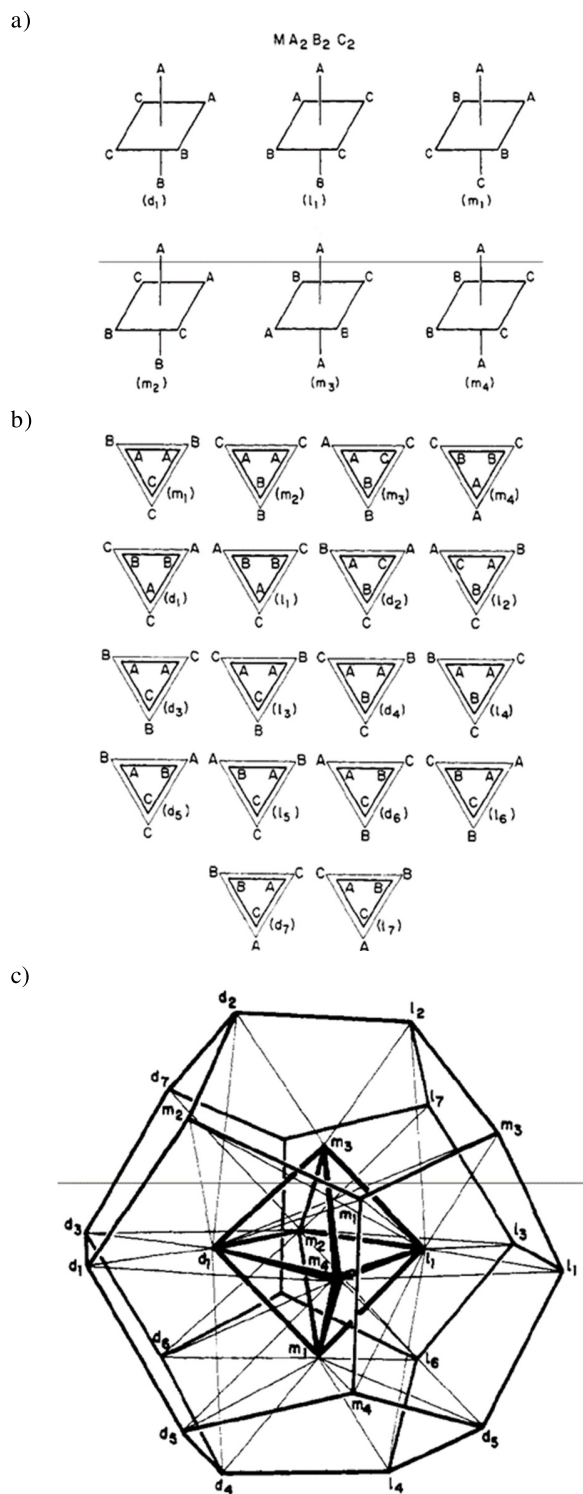 a)
M A₂ B₂ C₂
A A A
C A A C B A
C B B C C B
B B C
(d₁) (l₁) (m₁)
A A A
C A B C B C
B C A B B C
B A A
(m₂) (m₃) (m₄)
b)
B B C C A C C C
A A A A A C B B
C (m₁) B (m₂) B (m₃) A (m₄)
C B B A
C A A C B A A B
B B B B A C C A
A (d₁) A (l₁) B (d₂) B (l₂)
C C C C
B C C B C B B C
A A A A A A A A
C (d₃) C (l₃) B (d₄) B (l₄)
B B C C
B A A B A C C A
A B B A A B B A
C (d₅) C (l₅) C (d₆) C (l₆)
C C B B
B C C B
B A A B
C (d₇) C (l₇)
A A
c)
d₂ l₂
d₇ l₇
m₂ m₃
m₃
m₁
d₃ m₂ l₃
d₁ d₁ m₄ l₁ l₁
d₆ m₁ l₆
m₄
d₅ d₅
d₄ l₄